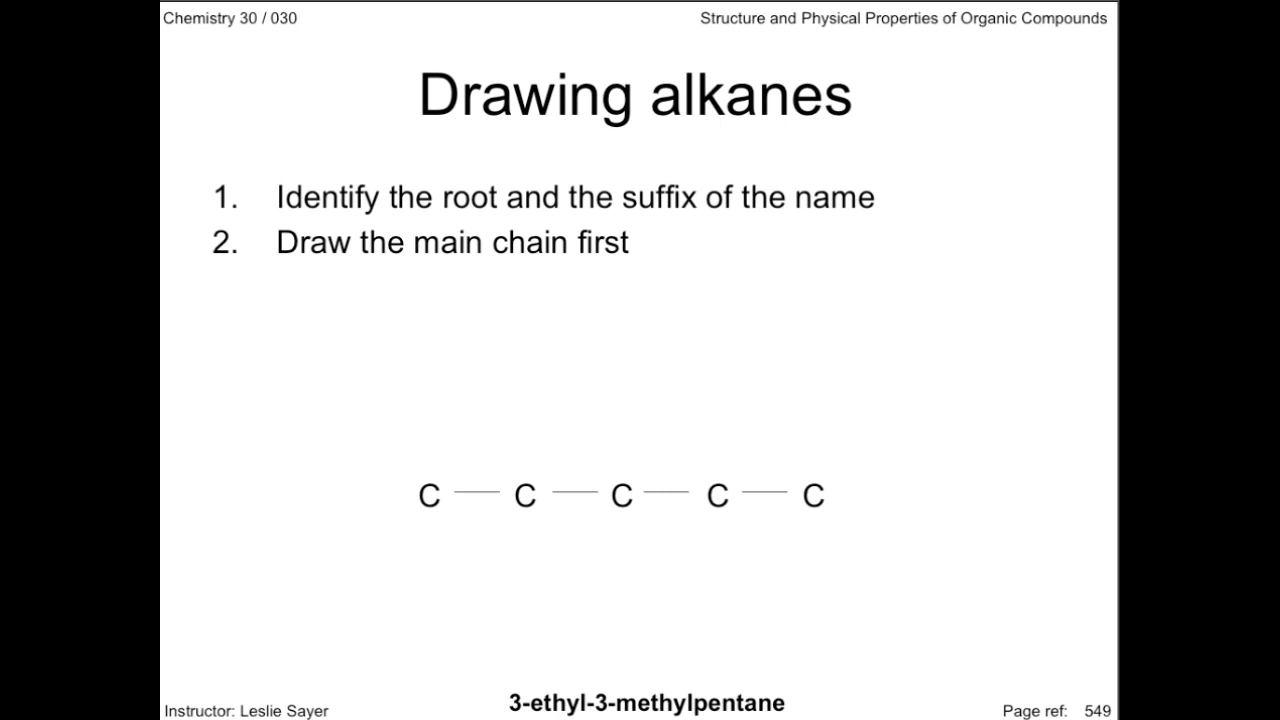 Chemistry 30 / 030
Structure and Physical Properties of Organic Compounds
Drawing alkanes
1. Identify the root and the suffix of the name
2. Draw the main chain first
C — C — C — C — C
3-ethyl-3-methylpentane
Instructor: Leslie Sayer
Page ref: 549